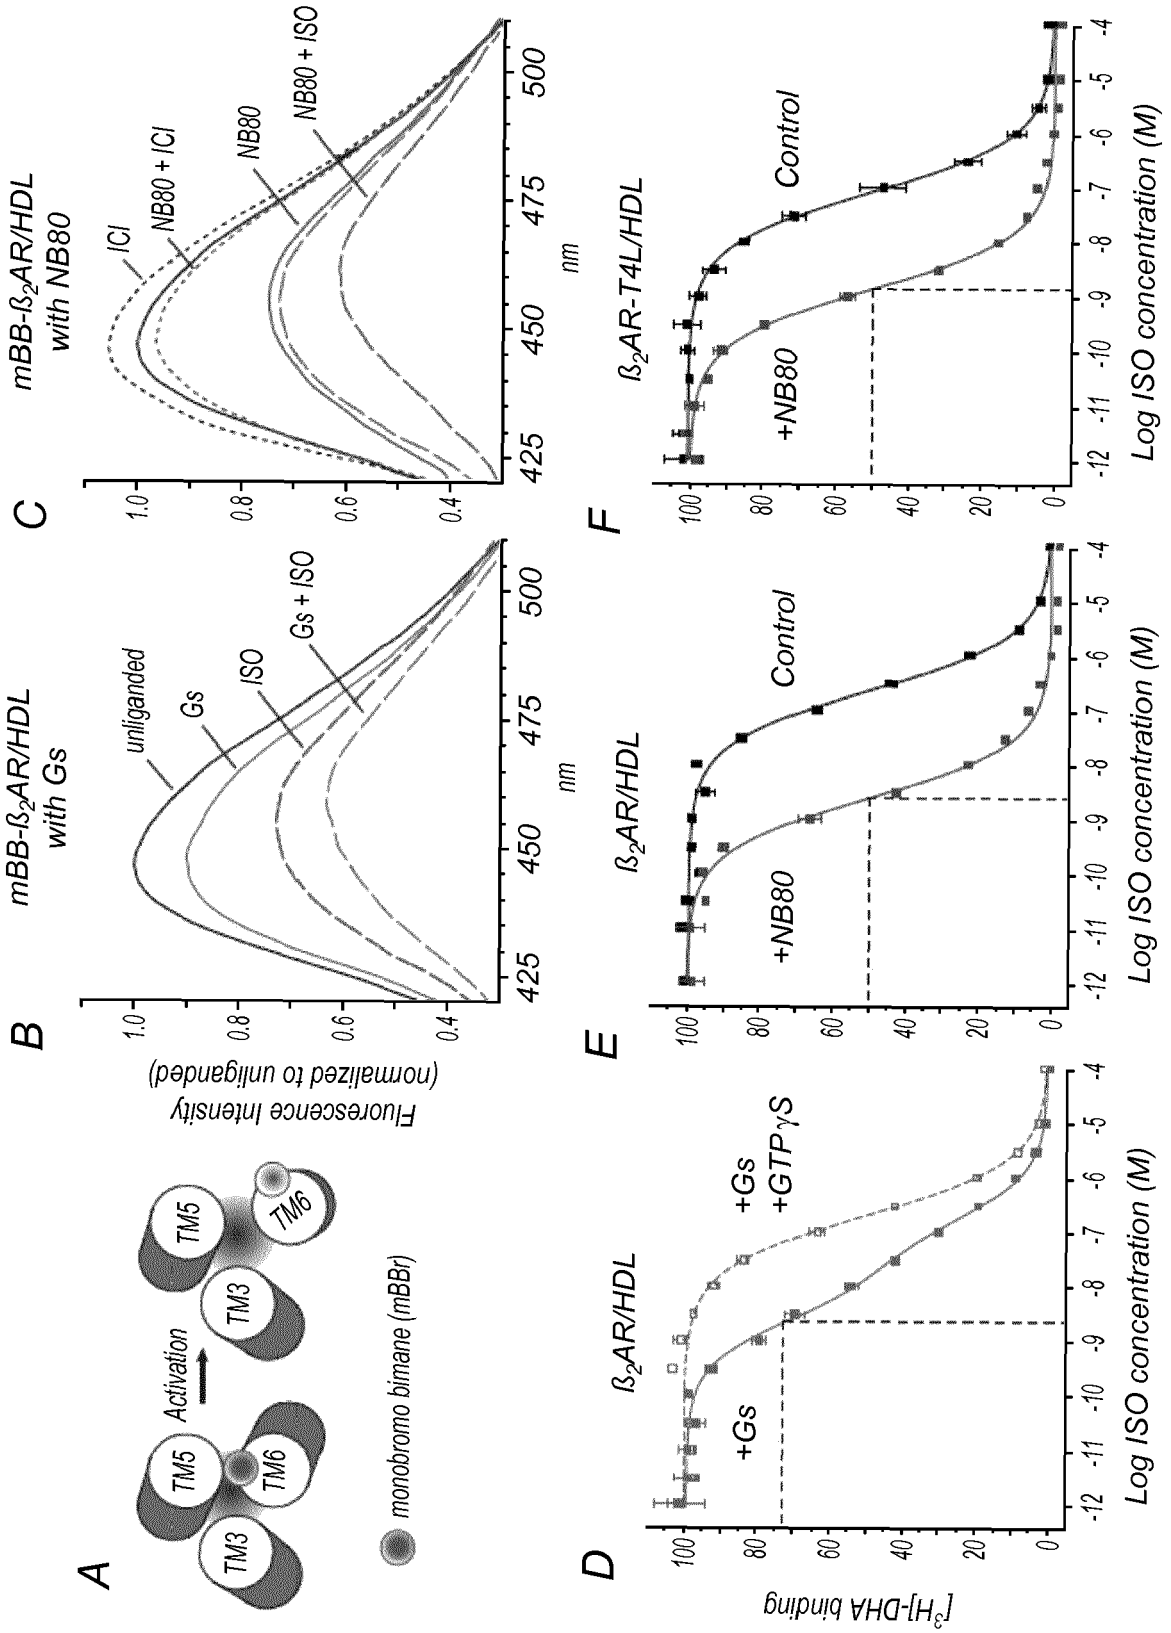 A
TM5
TM3
TM6
Activation
TM5
TM3
TM6
monobromo bimane (mBBr)
B
mBB-ß₂AR/HDL
with Gs
Fluorescence Intensity
(normalized to unliganded)
1.0
0.8
0.6
0.4
unliganded
Gs
ISO
Gs + ISO
425
450
475
500
nm
C
mBB-ß₂AR/HDL
with NB80
1.0
0.8
0.6
0.4
ICI
NB80 + ICI
NB80
NB80 + ISO
425
450
475
500
nm
D
ß₂AR/HDL
[³H]-DHA binding
100
80
60
40
20
0
+Gs
+Gs
+GTPγS
-12
-11
-10
-9
-8
-7
-6
-5
-4
Log ISO concentration (M)
E
ß₂AR/HDL
100
80
60
40
20
0
+NB80
Control
-12
-11
-10
-9
-8
-7
-6
-5
-4
Log ISO concentration (M)
F
ß₂AR-T4L/HDL
100
80
60
40
20
0
+NB80
Control
-12
-11
-10
-9
-8
-7
-6
-5
-4
Log ISO concentration (M)